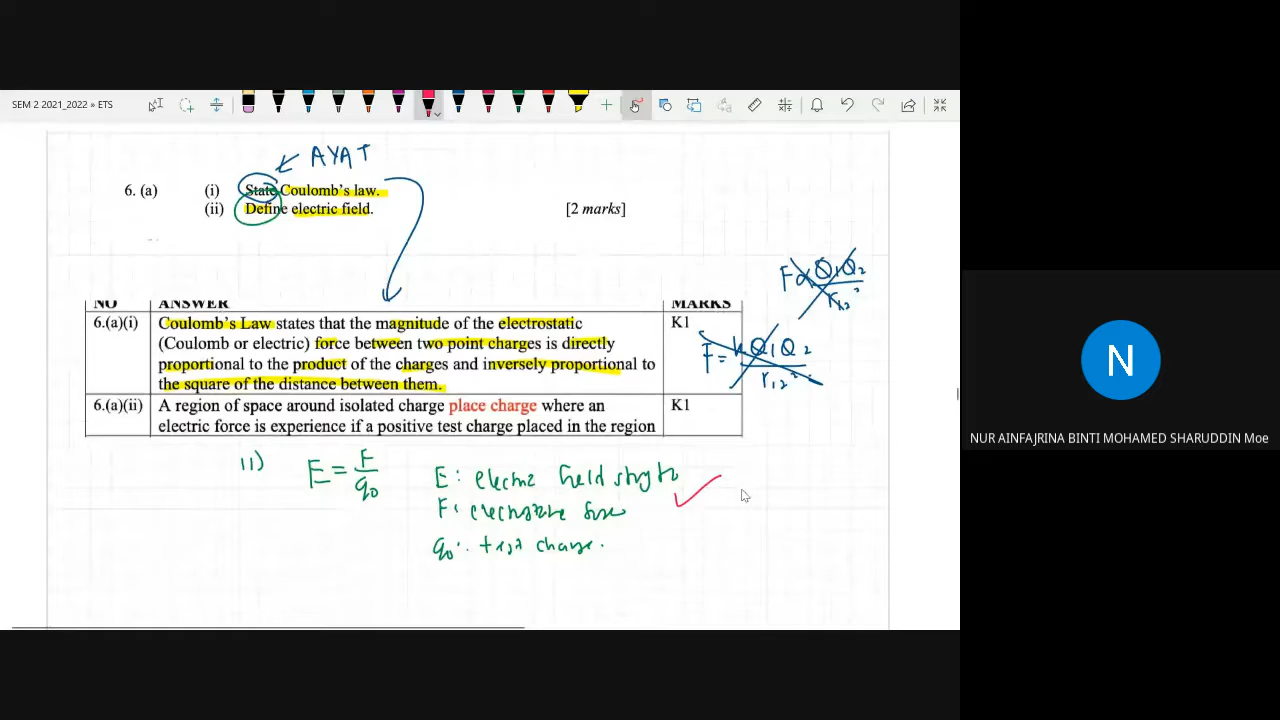 SEM 2 2021_2022 » ETS
AYAT
6. (a) (i) State Coulomb's law.
(ii) Define electric field. [2 marks]
F ∝ Q₁Q₂/r₁₂²
NO ANSWER MARKS
6.(a)(i) Coulomb's Law states that the magnitude of the electrostatic K1
(Coulomb or electric) force between two point charges is directly
proportional to the product of the charges and inversely proportional to
the square of the distance between them.
F = kQ₁Q₂/r₁₂²
6.(a)(ii) A region of space around isolated charge place charge where an K1
electric force is experience if a positive test charge placed in the region
ii) E = F/q₀
E : electric field
F :
q₀ : test charge.
N
NUR AINFAJRINA BINTI MOHAMED SHARUDDIN Moe